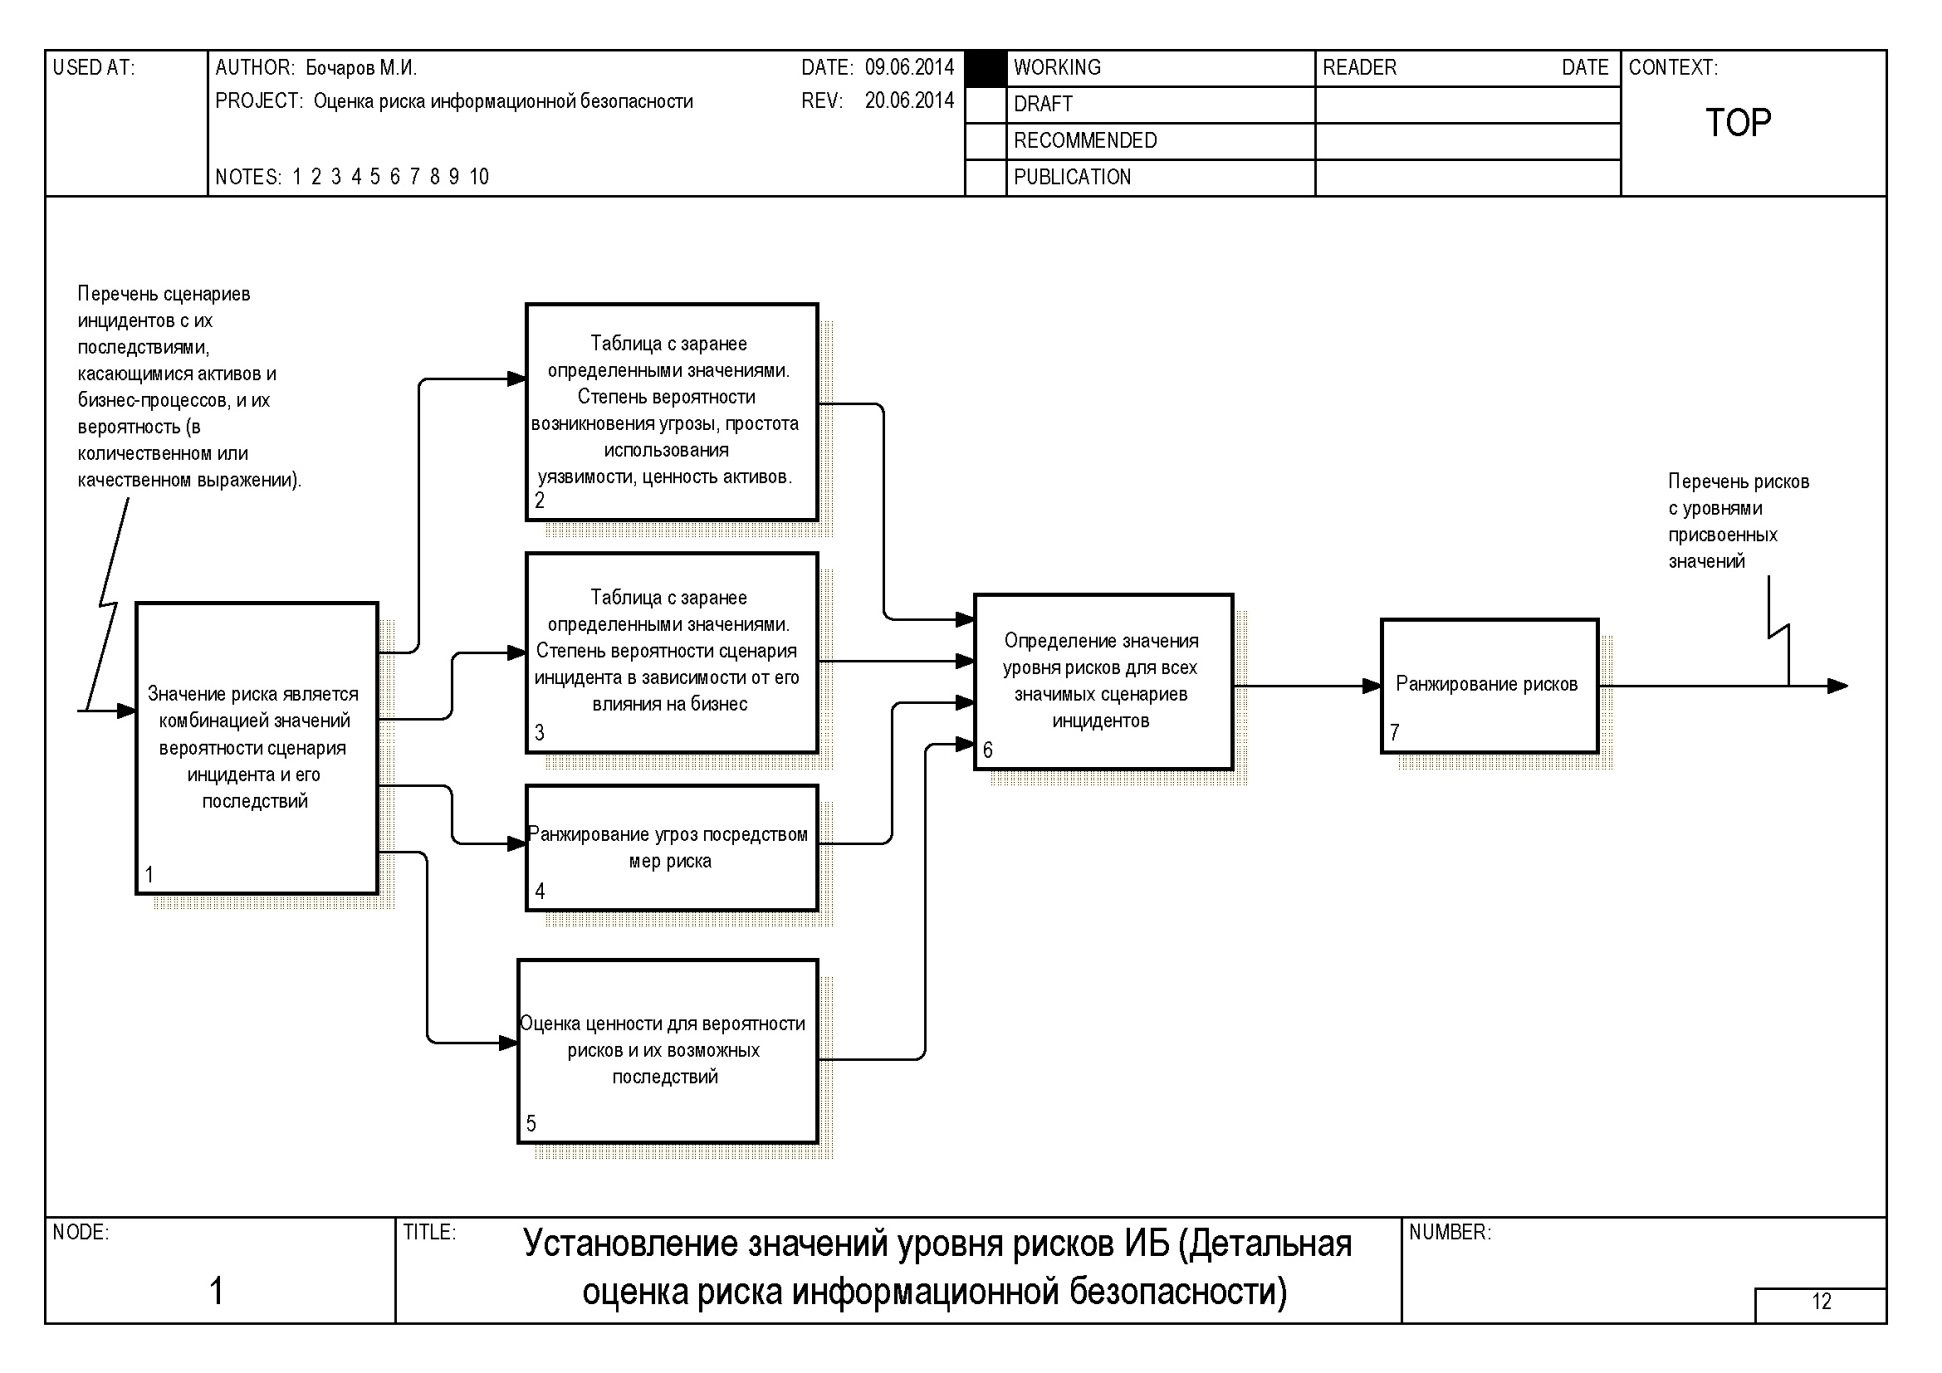 USED AT:
AUTHOR: Бочаров М.И.
DATE: 09.06.2014
PROJECT: Оценка риска информационной безопасности
REV: 20.06.2014
NOTES: 1 2 3 4 5 6 7 8 9 10
WORKING
DRAFT
RECOMMENDED
PUBLICATION
READER DATE
CONTEXT:
TOP
Перечень сценариев
инцидентов с их
последствиями,
касающимися активов и
бизнес-процессов, и их
вероятность (в
количественном или
качественном выражении).
Значение риска является
комбинацией значений
вероятности сценария
инцидента и его
последствий
1
Таблица с заранее
определенными значениями.
Степень вероятности
возникновения угрозы, простота
использования
уязвимости, ценность активов.
2
Таблица с заранее
определенными значениями.
Степень вероятности сценария
инцидента в зависимости от его
влияния на бизнес
3
Ранжирование угроз посредством
мер риска
4
Оценка ценности для вероятности
рисков и их возможных
последствий
5
Определение значения
уровня рисков для всех
значимых сценариев
инцидентов
6
Ранжирование рисков
7
Перечень рисков
с уровнями
присвоенных
значений
NODE:
1
TITLE:
Установление значений уровня рисков ИБ (Детальная
оценка риска информационной безопасности)
NUMBER:
12